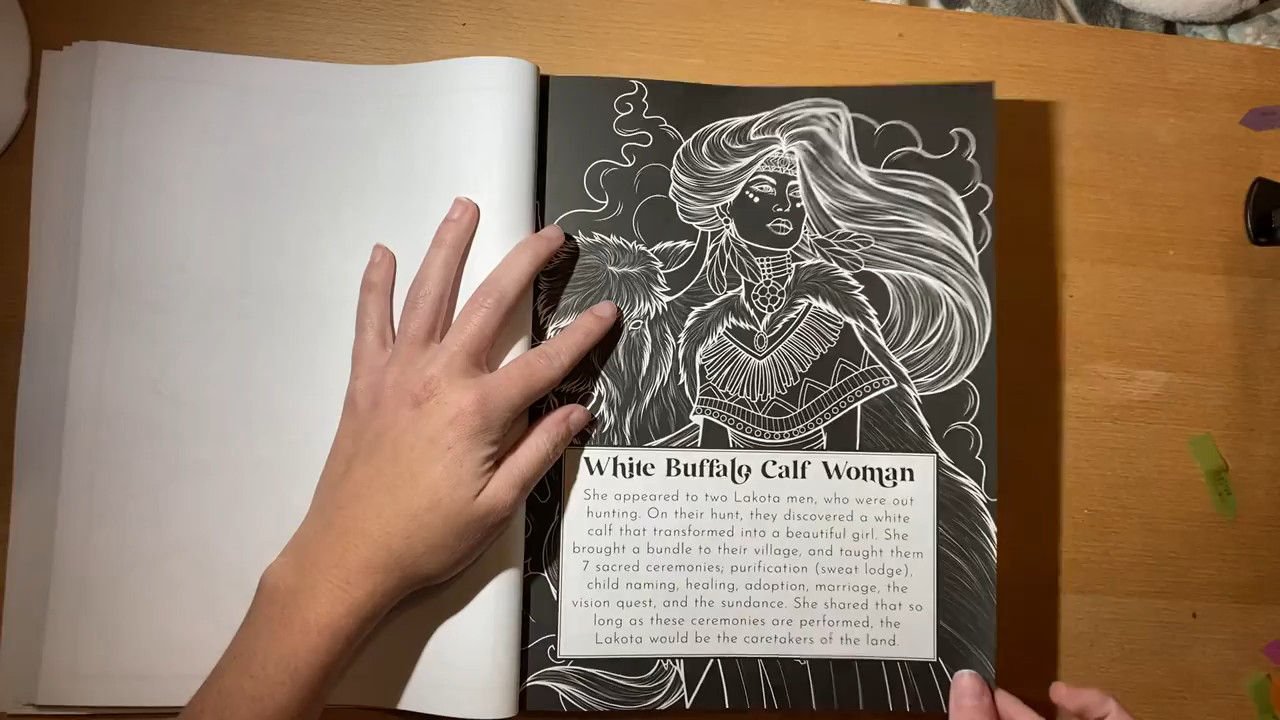 White Buffalo Calf Woman
She appeared to two Lakota men, who were out
hunting. On their hunt, they discovered a white
calf that transformed into a beautiful girl. She
brought a bundle to their village, and taught them
7 sacred ceremonies; purification (sweat lodge),
child naming, healing, adoption, marriage, the
vision quest, and the sundance. She shared that so
long as these ceremonies are performed, the
Lakota would be the caretakers of the land.